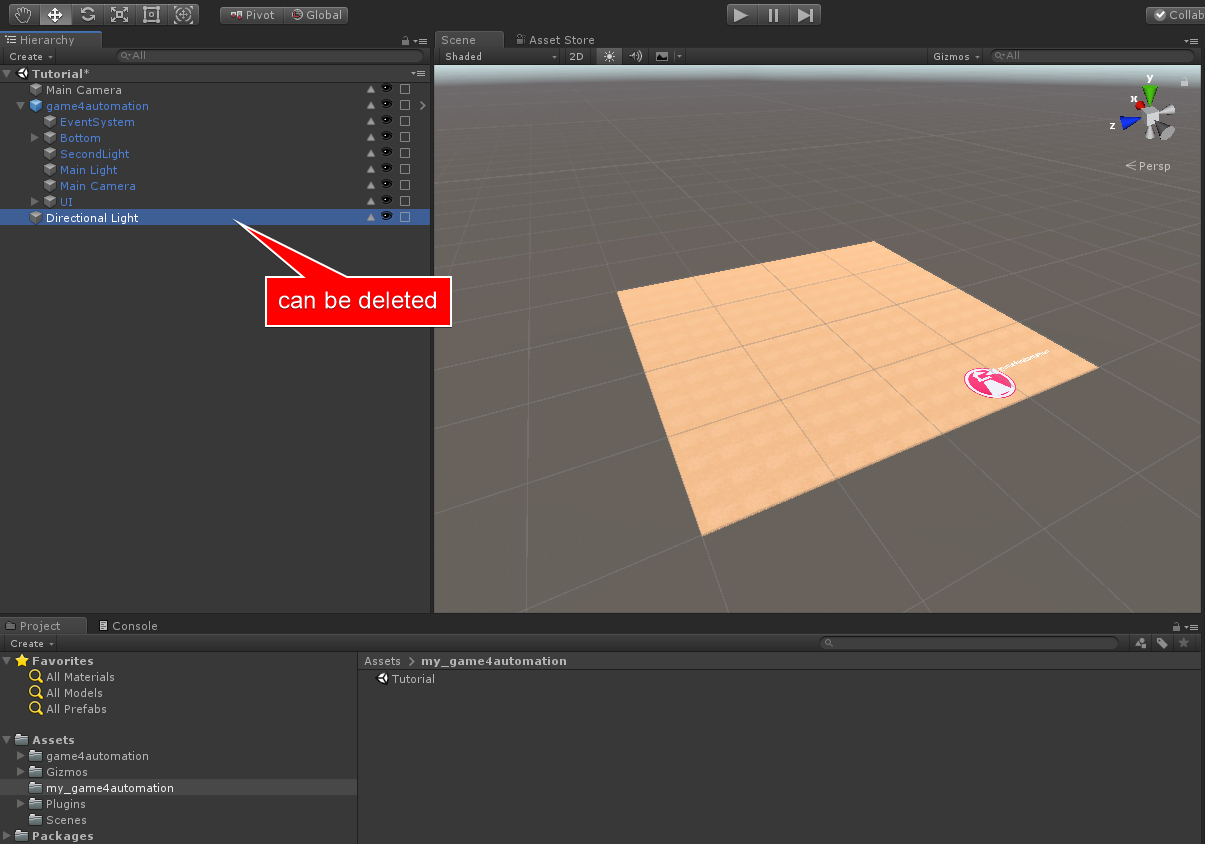 Pivot Global Collab
Hierarchy
Create All
Tutorial*
Main Camera
game4automation
EventSystem
Bottom
SecondLight
Main Light
Main Camera
UI
Directional Light
can be deleted
Scene Asset Store
Shaded 2D Gizmos All
y
x
z
Persp
Project Console
Create
Favorites
All Materials
All Models
All Prefabs
Assets
game4automation
Gizmos
my_game4automation
Plugins
Scenes
Packages
Assets > my_game4automation
Tutorial